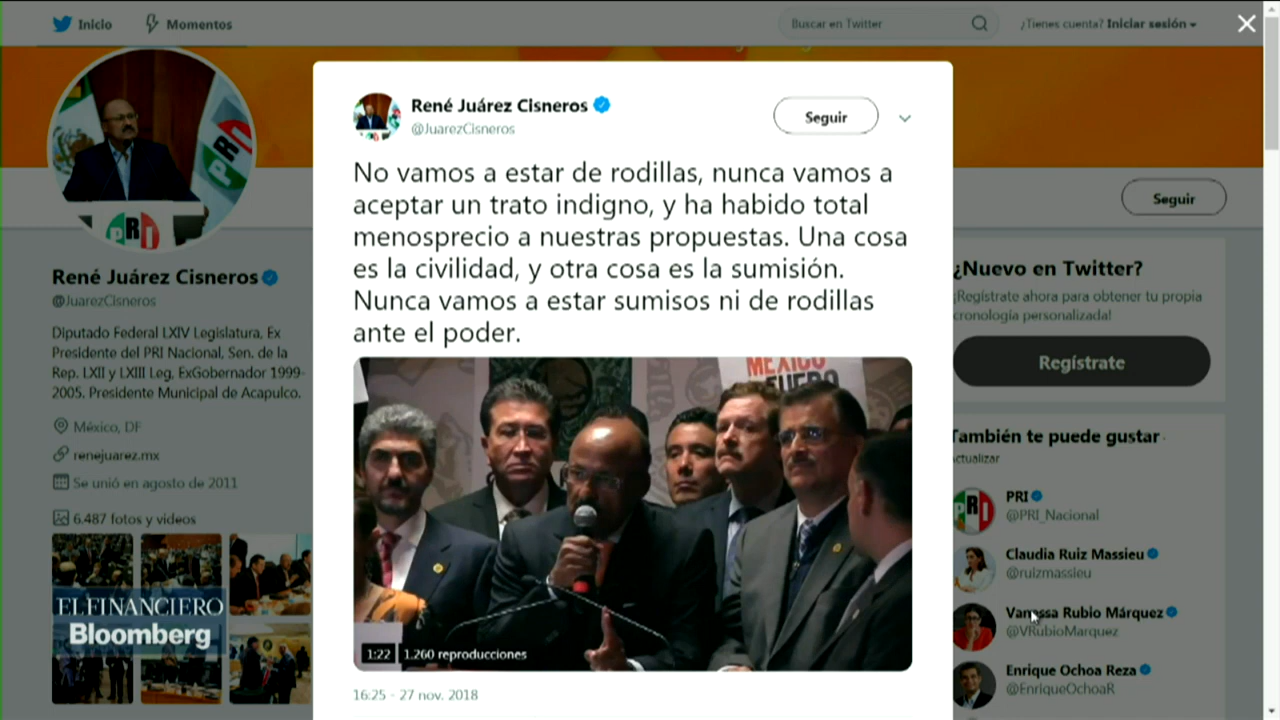 Inicio
Momentos
Buscar en Twitter
¿Tienes cuenta? Iniciar sesión
PRI
PRI
René Juárez Cisneros
@JuarezCisneros
Diputado Federal LXIV Legislatura, Ex
Presidente del PRI Nacional, Sen. de la
Rep. LXII y LXIII Leg, ExGobernador 1999-
2005. Presidente Municipal de Acapulco.
México, DF
renejuarez.mx
Se unió en agosto de 2011
6.487 fotos y videos
EL FINANCIERO
Bloomberg
René Juárez Cisneros
@JuarezCisneros
Seguir
No vamos a estar de rodillas, nunca vamos a
aceptar un trato indigno, y ha habido total
menosprecio a nuestras propuestas. Una cosa
es la civilidad, y otra cosa es la sumisión.
Nunca vamos a estar sumisos ni de rodillas
ante el poder.
MÉXICO
FUERO
1:22
1.260 reproducciones
16:25 - 27 nov. 2018
Seguir
¿Nuevo en Twitter?
¡Regístrate ahora para obtener tu propia
cronología personalizada!
Regístrate
También te puede gustar
Actualizar
PRI
PRI
@PRI_Nacional
Claudia Ruiz Massieu
@ruizmassieu
Vanessa Rubio Márquez
@VRubioMarquez
Enrique Ochoa Reza
@EnriqueOchoaR